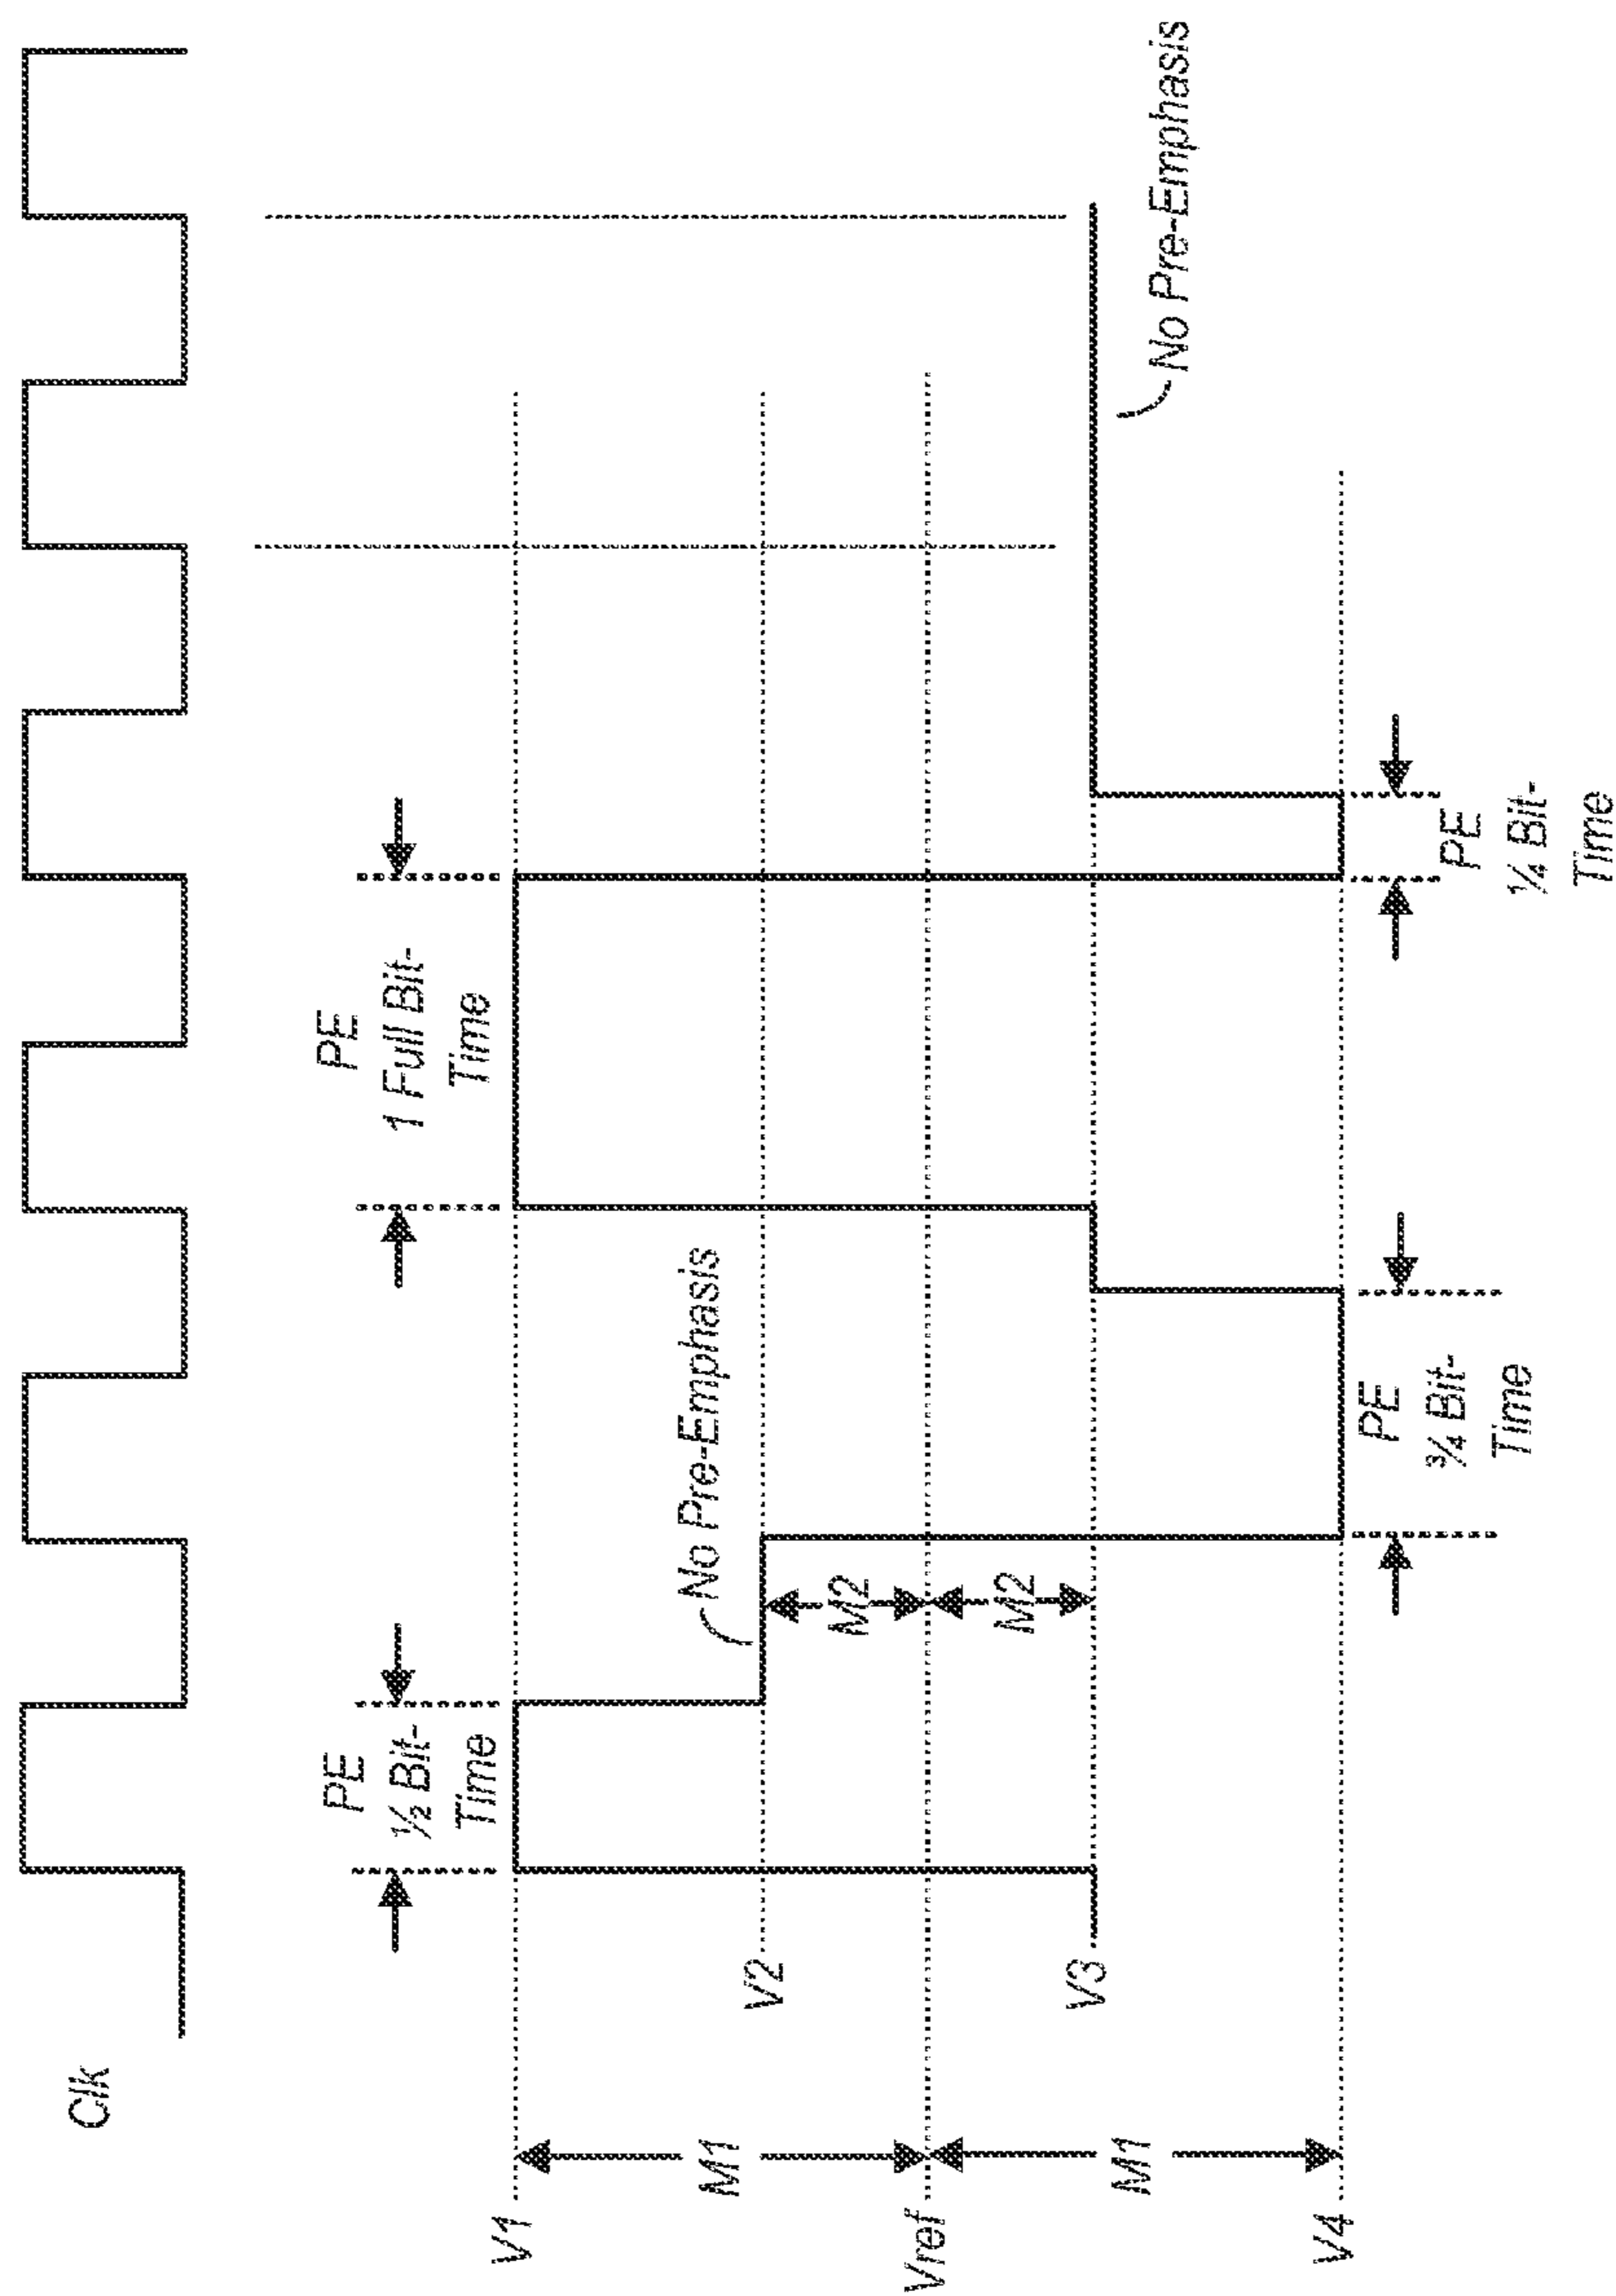 Clk
PE
½ Bit-
Time
PE
1 Full Bit-
Time
V1
No Pre-Emphasis
V2
M1
M2
Vref
M2
V3
M1
No Pre-Emphasis
V4
PE
¾ Bit-
Time
PE
¼ Bit-
Time